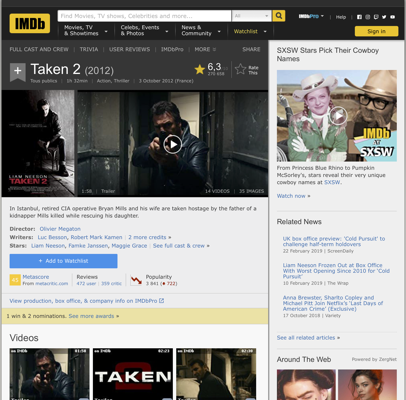 IMDb
Find Movies, TV shows, Celebrities and more...
All
IMDbPro
Help
Movies, TV & Showtimes
Celebs, Events & Photos
News & Community
Watchlist
Sign in
FULL CAST AND CREW | TRIVIA | USER REVIEWS | IMDbPro | MORE
SHARE
Taken 2 (2012)
Tous publics | 1h 32min | Action, Thriller | 3 October 2012 (France)
6,3
Rate This
LIAM NEESON
TAKEN 2
1:58 | Trailer
14 VIDEOS | 35 IMAGES
In Istanbul, retired CIA operative Bryan Mills and his wife are taken hostage by the father of a
kidnapper Mills killed while rescuing his daughter.
Director: Olivier Megaton
Writers: Luc Besson, Robert Mark Kamen | 2 more credits »
Stars: Liam Neeson, Famke Janssen, Maggie Grace | See full cast & crew »
+ Add to Watchlist
Metascore
From metacritic.com
Reviews
472 user | 359 critic
Popularity
3 841 (722)
View production, box office, & company info on IMDbPro
1 win & 2 nominations. See more awards »
Videos
TAKEN
2
SXSW Stars Pick Their Cowboy
Names
IMDb
AT
SXSW
From Princess Blue Rhino to Pumpkin
McSorley's, stars reveal their very unique
cowboy names at SXSW.
Watch now »
Related News
UK box office preview: 'Cold Pursuit' to
challenge half-term holdovers
22 February 2019 | ScreenDaily
Liam Neeson Frozen Out at Box Office
With Worst Opening Since 2010 for 'Cold
Pursuit'
10 February 2019 | The Wrap
Anna Brewster, Sharlto Copley and
Michael Pitt Join Netflix's 'Last Days of
American Crime' (Exclusive)
17 October 2018 | Variety
See all related articles »
Around The Web
Powered by ZergNet